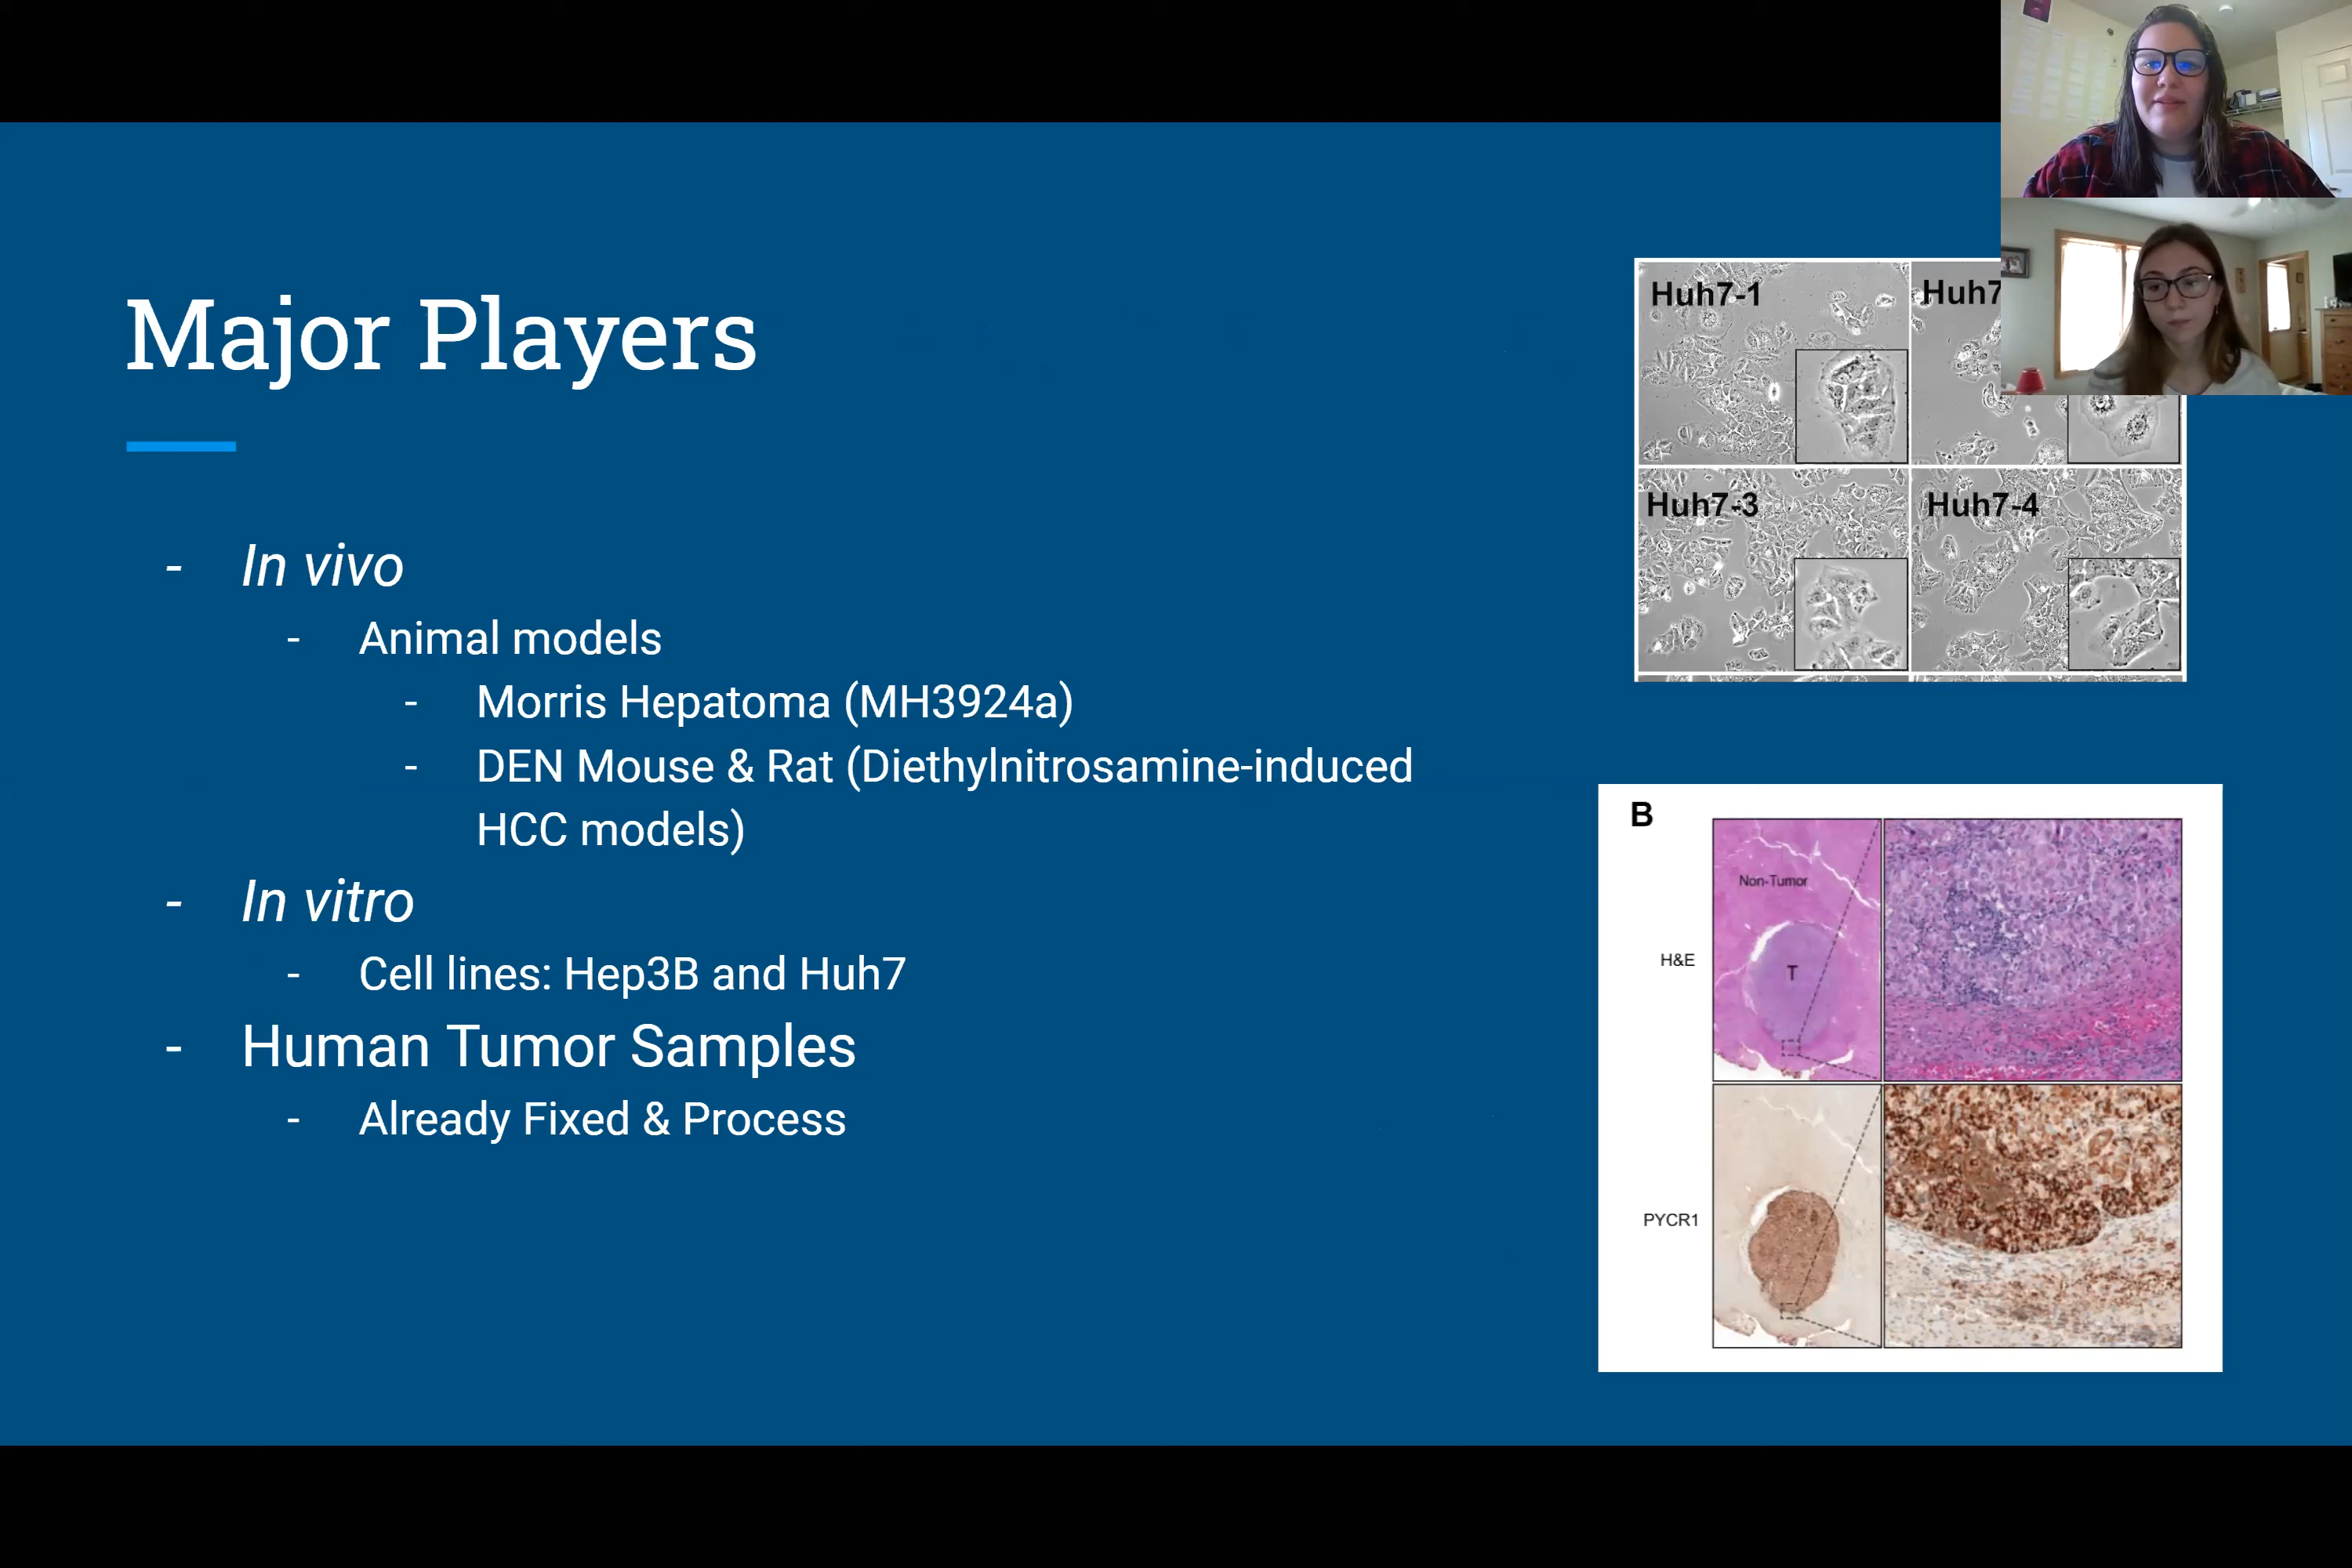 Major Players
- In vivo
- Animal models
- Morris Hepatoma (MH3924a)
- DEN Mouse & Rat (Diethylnitrosamine-induced
HCC models)
- In vitro
- Cell lines: Hep3B and Huh7
- Human Tumor Samples
- Already Fixed & Process
Huh7-1
Huh7
Huh7-3
Huh7-4
B
Non-Tumor
T
H&E
PYCR1